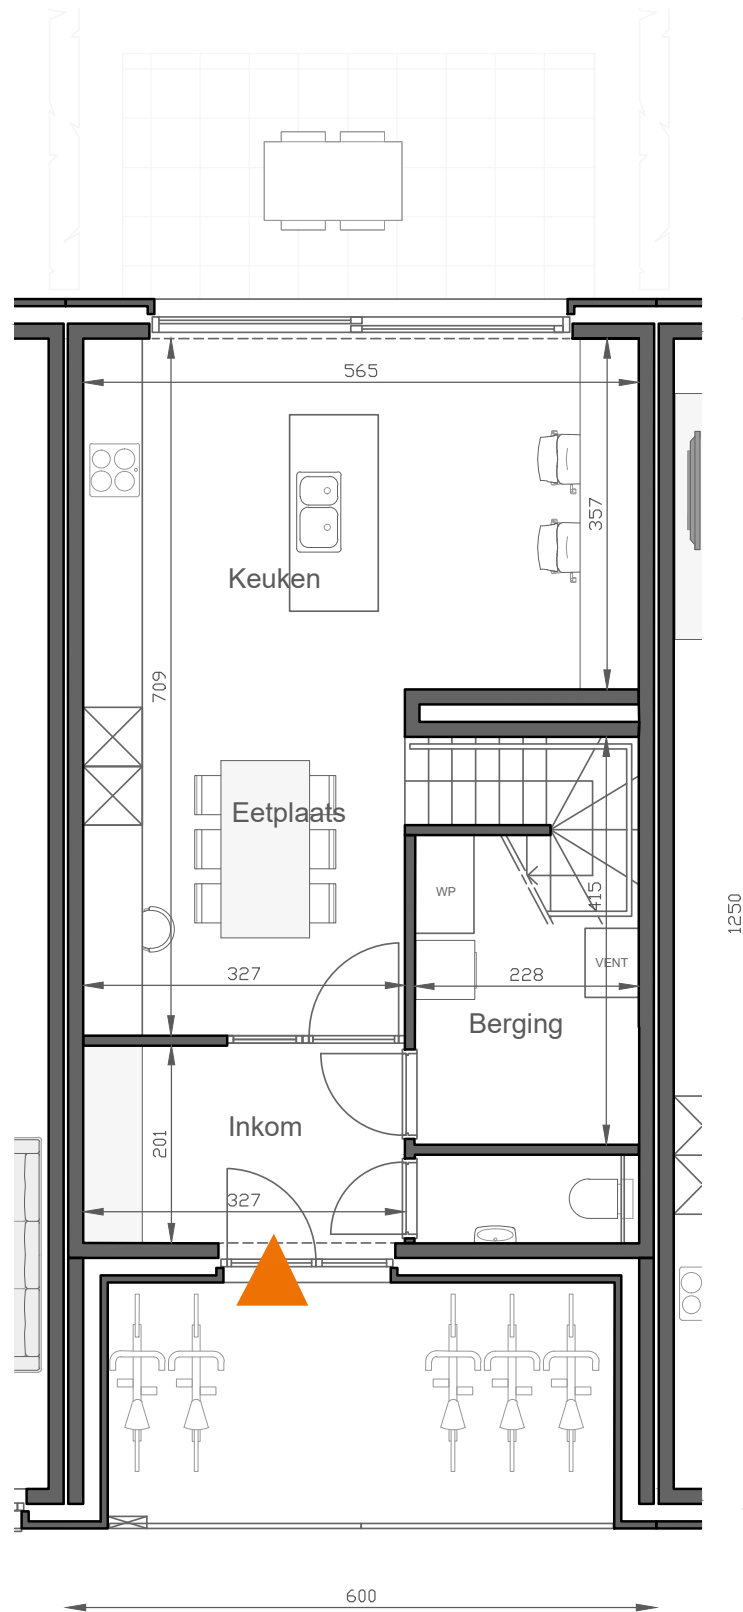 565
357
Keuken
709
Eetplaats
WP
415
1250
327
228
VENT
Berging
Inkom
201
327
600